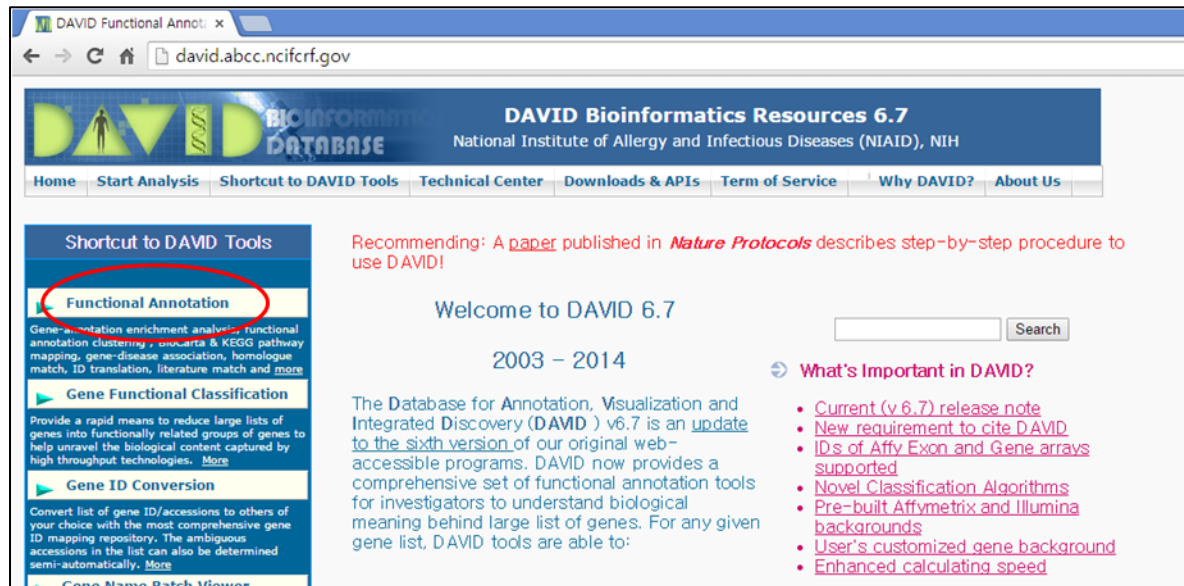 DAVID Functional Annot
david.abcc.ncifcrf.gov
DAVID BIOINFORMATIC
DATABASE
DAVID Bioinformatics Resources 6.7
National Institute of Allergy and Infectious Diseases (NIAID), NIH
Home Start Analysis Shortcut to DAVID Tools Technical Center Downloads & APIs Term of Service Why DAVID? About Us
Shortcut to DAVID Tools
Functional Annotation
Gene-annotation enrichment analysis, functional
annotation clustering , BioCarta & KEGG pathway
mapping, gene-disease association, homologue
match, ID translation, literature match and more
Gene Functional Classification
Provide a rapid means to reduce large lists of
genes into functionally related groups of genes to
help unravel the biological content captured by
high throughput technologies. More
Gene ID Conversion
Convert list of gene ID/accessions to others of
your choice with the most comprehensive gene
ID mapping repository. The ambiguous
accessions in the list can also be determined
semi-automatically. More
Gene Name Batch Viewer
Recommending: A paper published in Nature Protocols describes step-by-step procedure to
use DAVID!
Welcome to DAVID 6.7
2003 - 2014
The Database for Annotation, Visualization and
Integrated Discovery (DAVID ) v6.7 is an update
to the sixth version of our original web-
accessible programs. DAVID now provides a
comprehensive set of functional annotation tools
for investigators to understand biological
meaning behind large list of genes. For any given
gene list, DAVID tools are able to:
Search
What's Important in DAVID?
Current (v 6.7) release note
New requirement to cite DAVID
IDs of Affy Exon and Gene arrays
supported
Novel Classification Algorithms
Pre-built Affymetrix and Illumina
backgrounds
User's customized gene background
Enhanced calculating speed